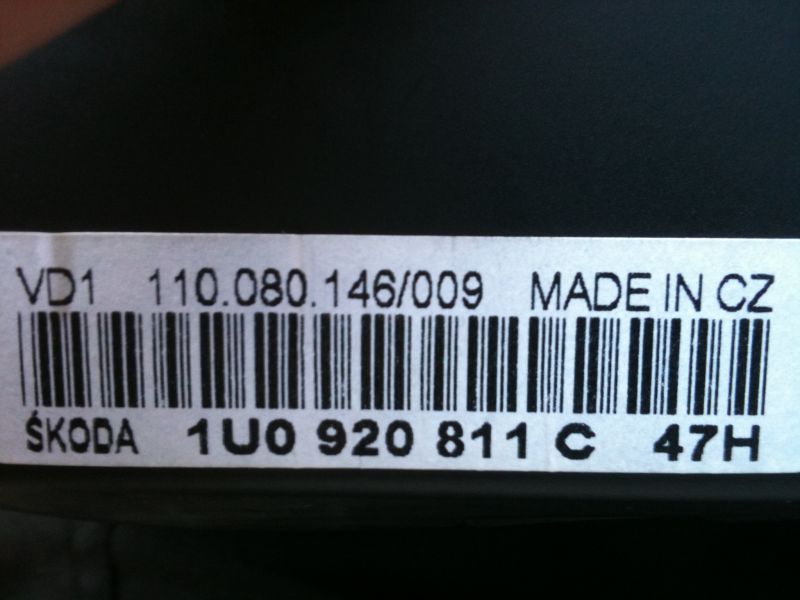 VD1 110.080.146/009 MADE IN CZ
ŠKODA 1U0 920 811 C 47H